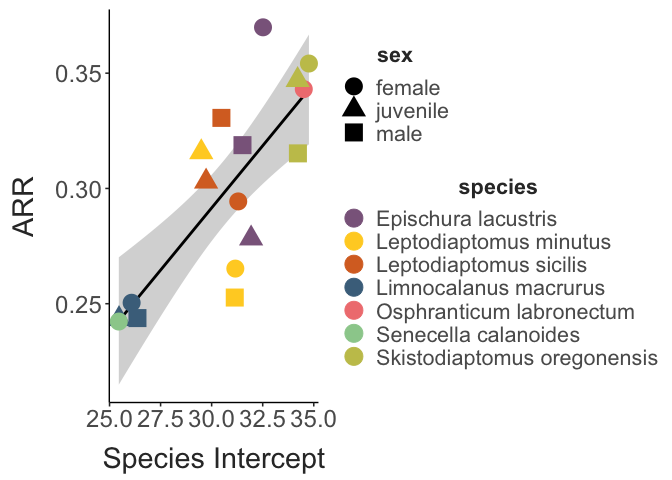 ARR
0.35
0.30
0.25
25.0 27.5 30.0 32.5 35.0
Species Intercept
sex
female
juvenile
male
species
Epischura lacustris
Leptodiaptomus minutus
Leptodiaptomus sicilis
Limnocalanus macrurus
Osphranticum labronectum
Senecella calanoides
Skistodiaptomus oregonensis